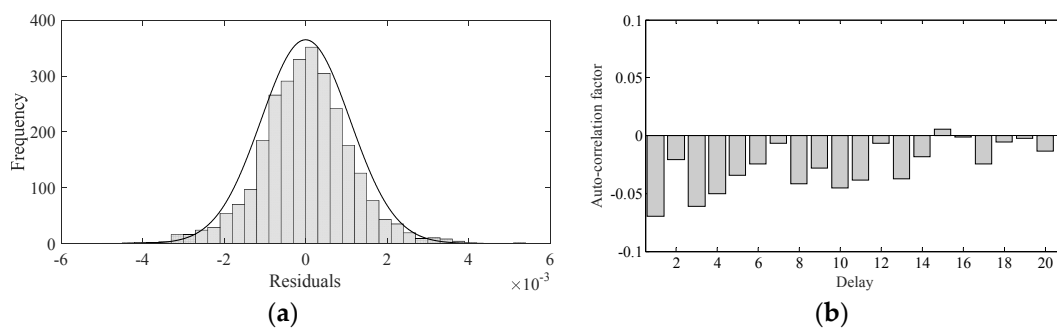 400
300
200
100
0
Frequency
-6 -4 -2 0 2 4 6
×10⁻³
Residuals
(a)
0.1
0.05
0
-0.05
-0.1
Auto-correlation factor
2 4 6 8 10 12 14 16 18 20
Delay
(b)